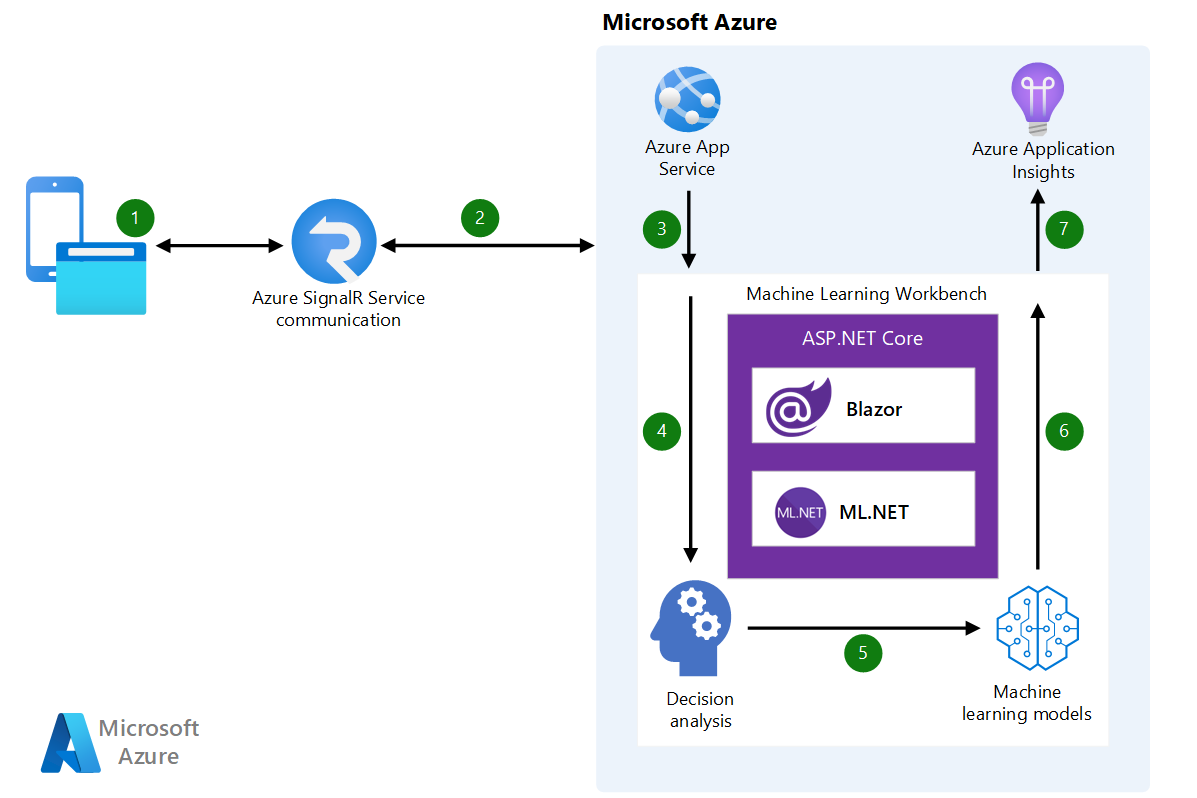 Microsoft Azure
Azure App
Service
Azure Application
Insights
1
2
3
7
Azure SignalR Service
communication
Machine Learning Workbench
ASP.NET Core
Blazor
4
6
ML.NET
ML.NET
5
Decision
analysis
Machine
learning models
Microsoft
Azure